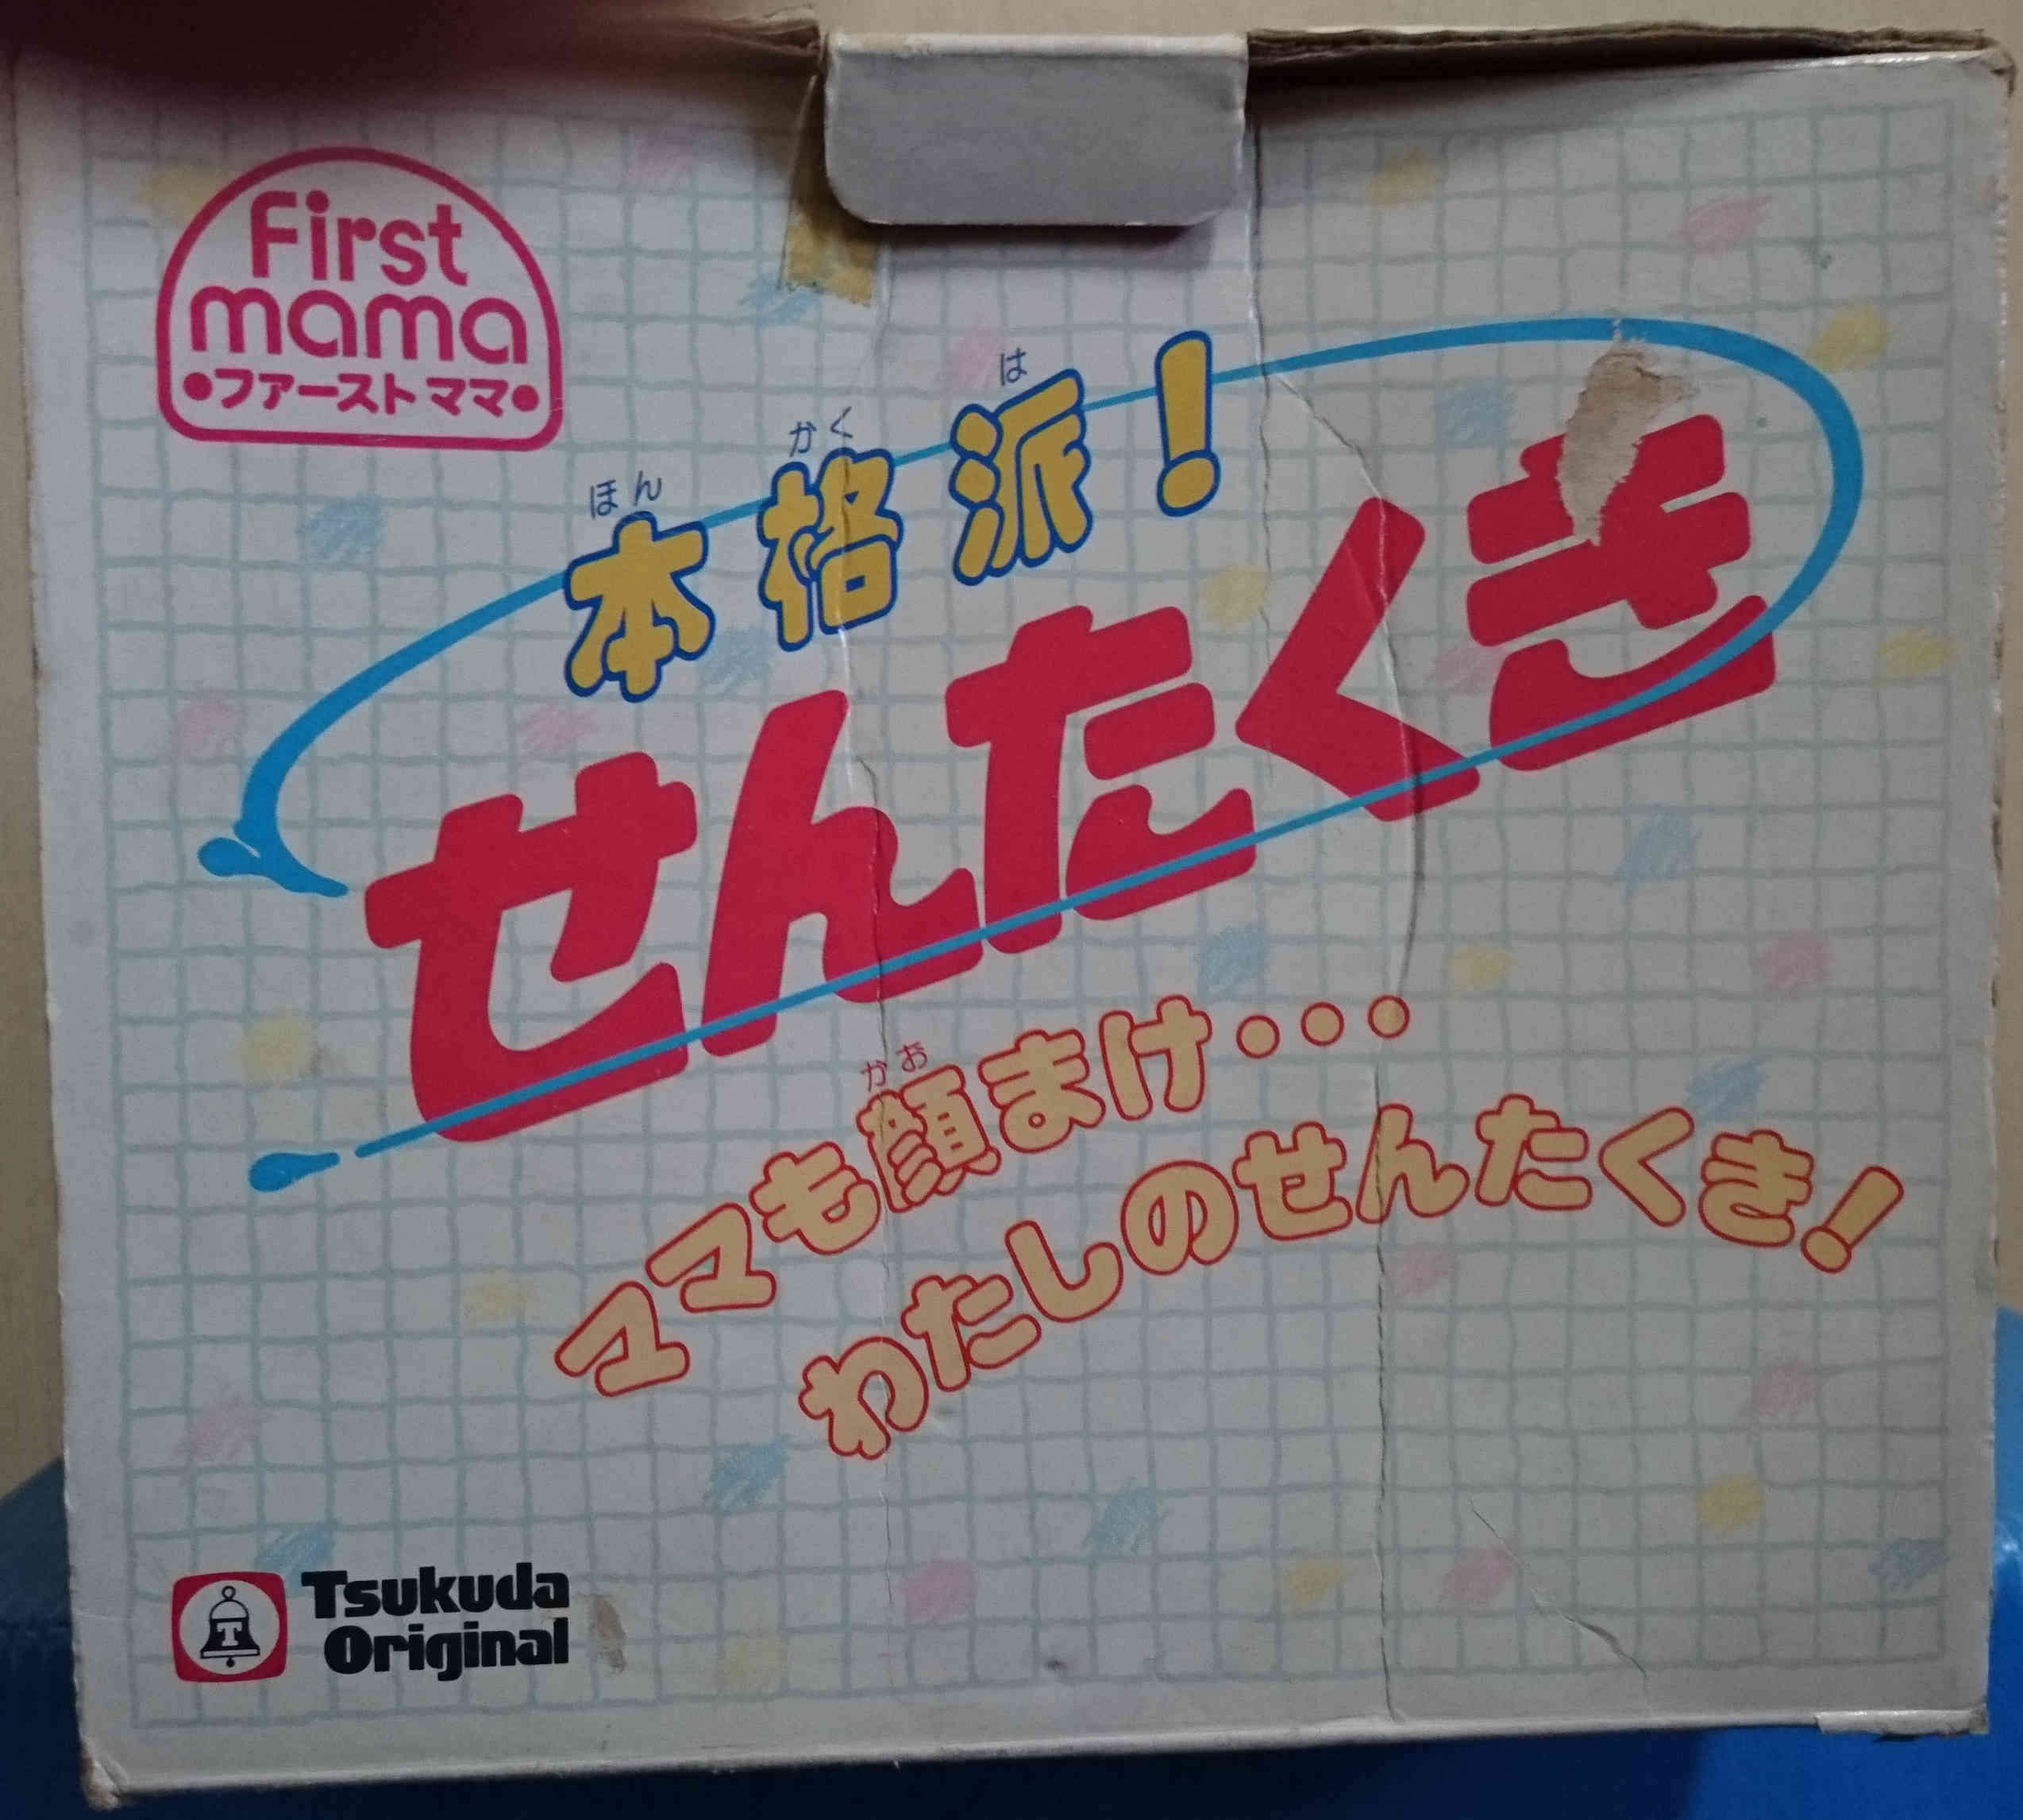 First
mama
•ファーストママ•
ほんかくは
本格派！
せんたくき
かお
ママも顔まけ・・・
わたしのせんたくき！
T
Tsukuda
Original